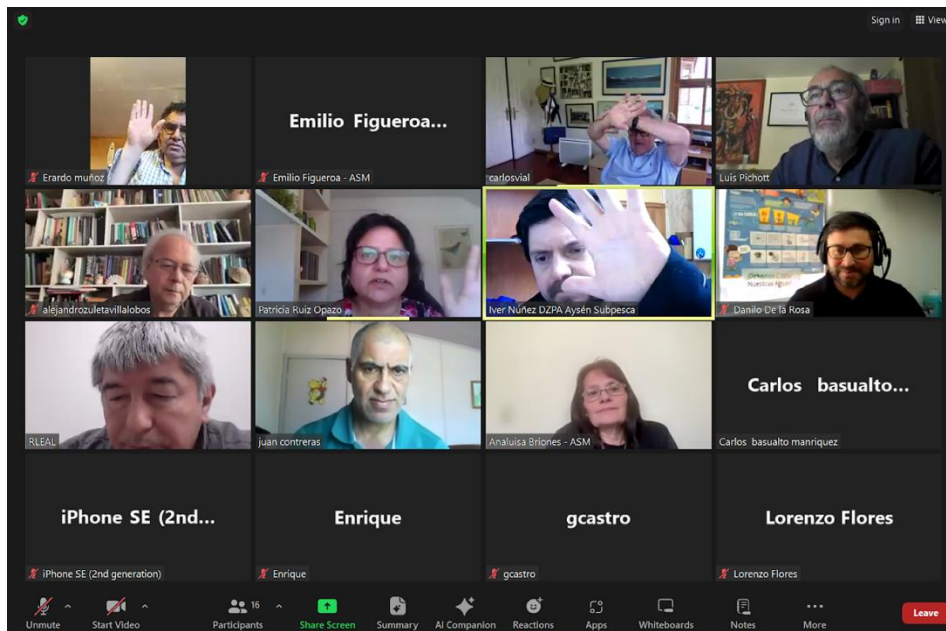 Sign in
View
Erardo muñoz
Emilio Figueroa...
Emilio Figueroa - ASM
carlosvial
Luis Pichott
alejandrozuletavillalobos
Patricia Ruiz Opazo
Iver Núñez DZPA Aysén Subpesca
Danilo De la Rosa
RLEAL
juan contreras
Analuisa Briones - ASM
Carlos basualto...
Carlos basualto manriquez
iPhone SE (2nd...
iPhone SE (2nd generation)
Enrique
Enrique
gcastro
gcastro
Lorenzo Flores
Lorenzo Flores
Unmute
Start Video
16
Participants
Share Screen
Summary
AI Companion
Reactions
Apps
Whiteboards
Notes
More
Leave